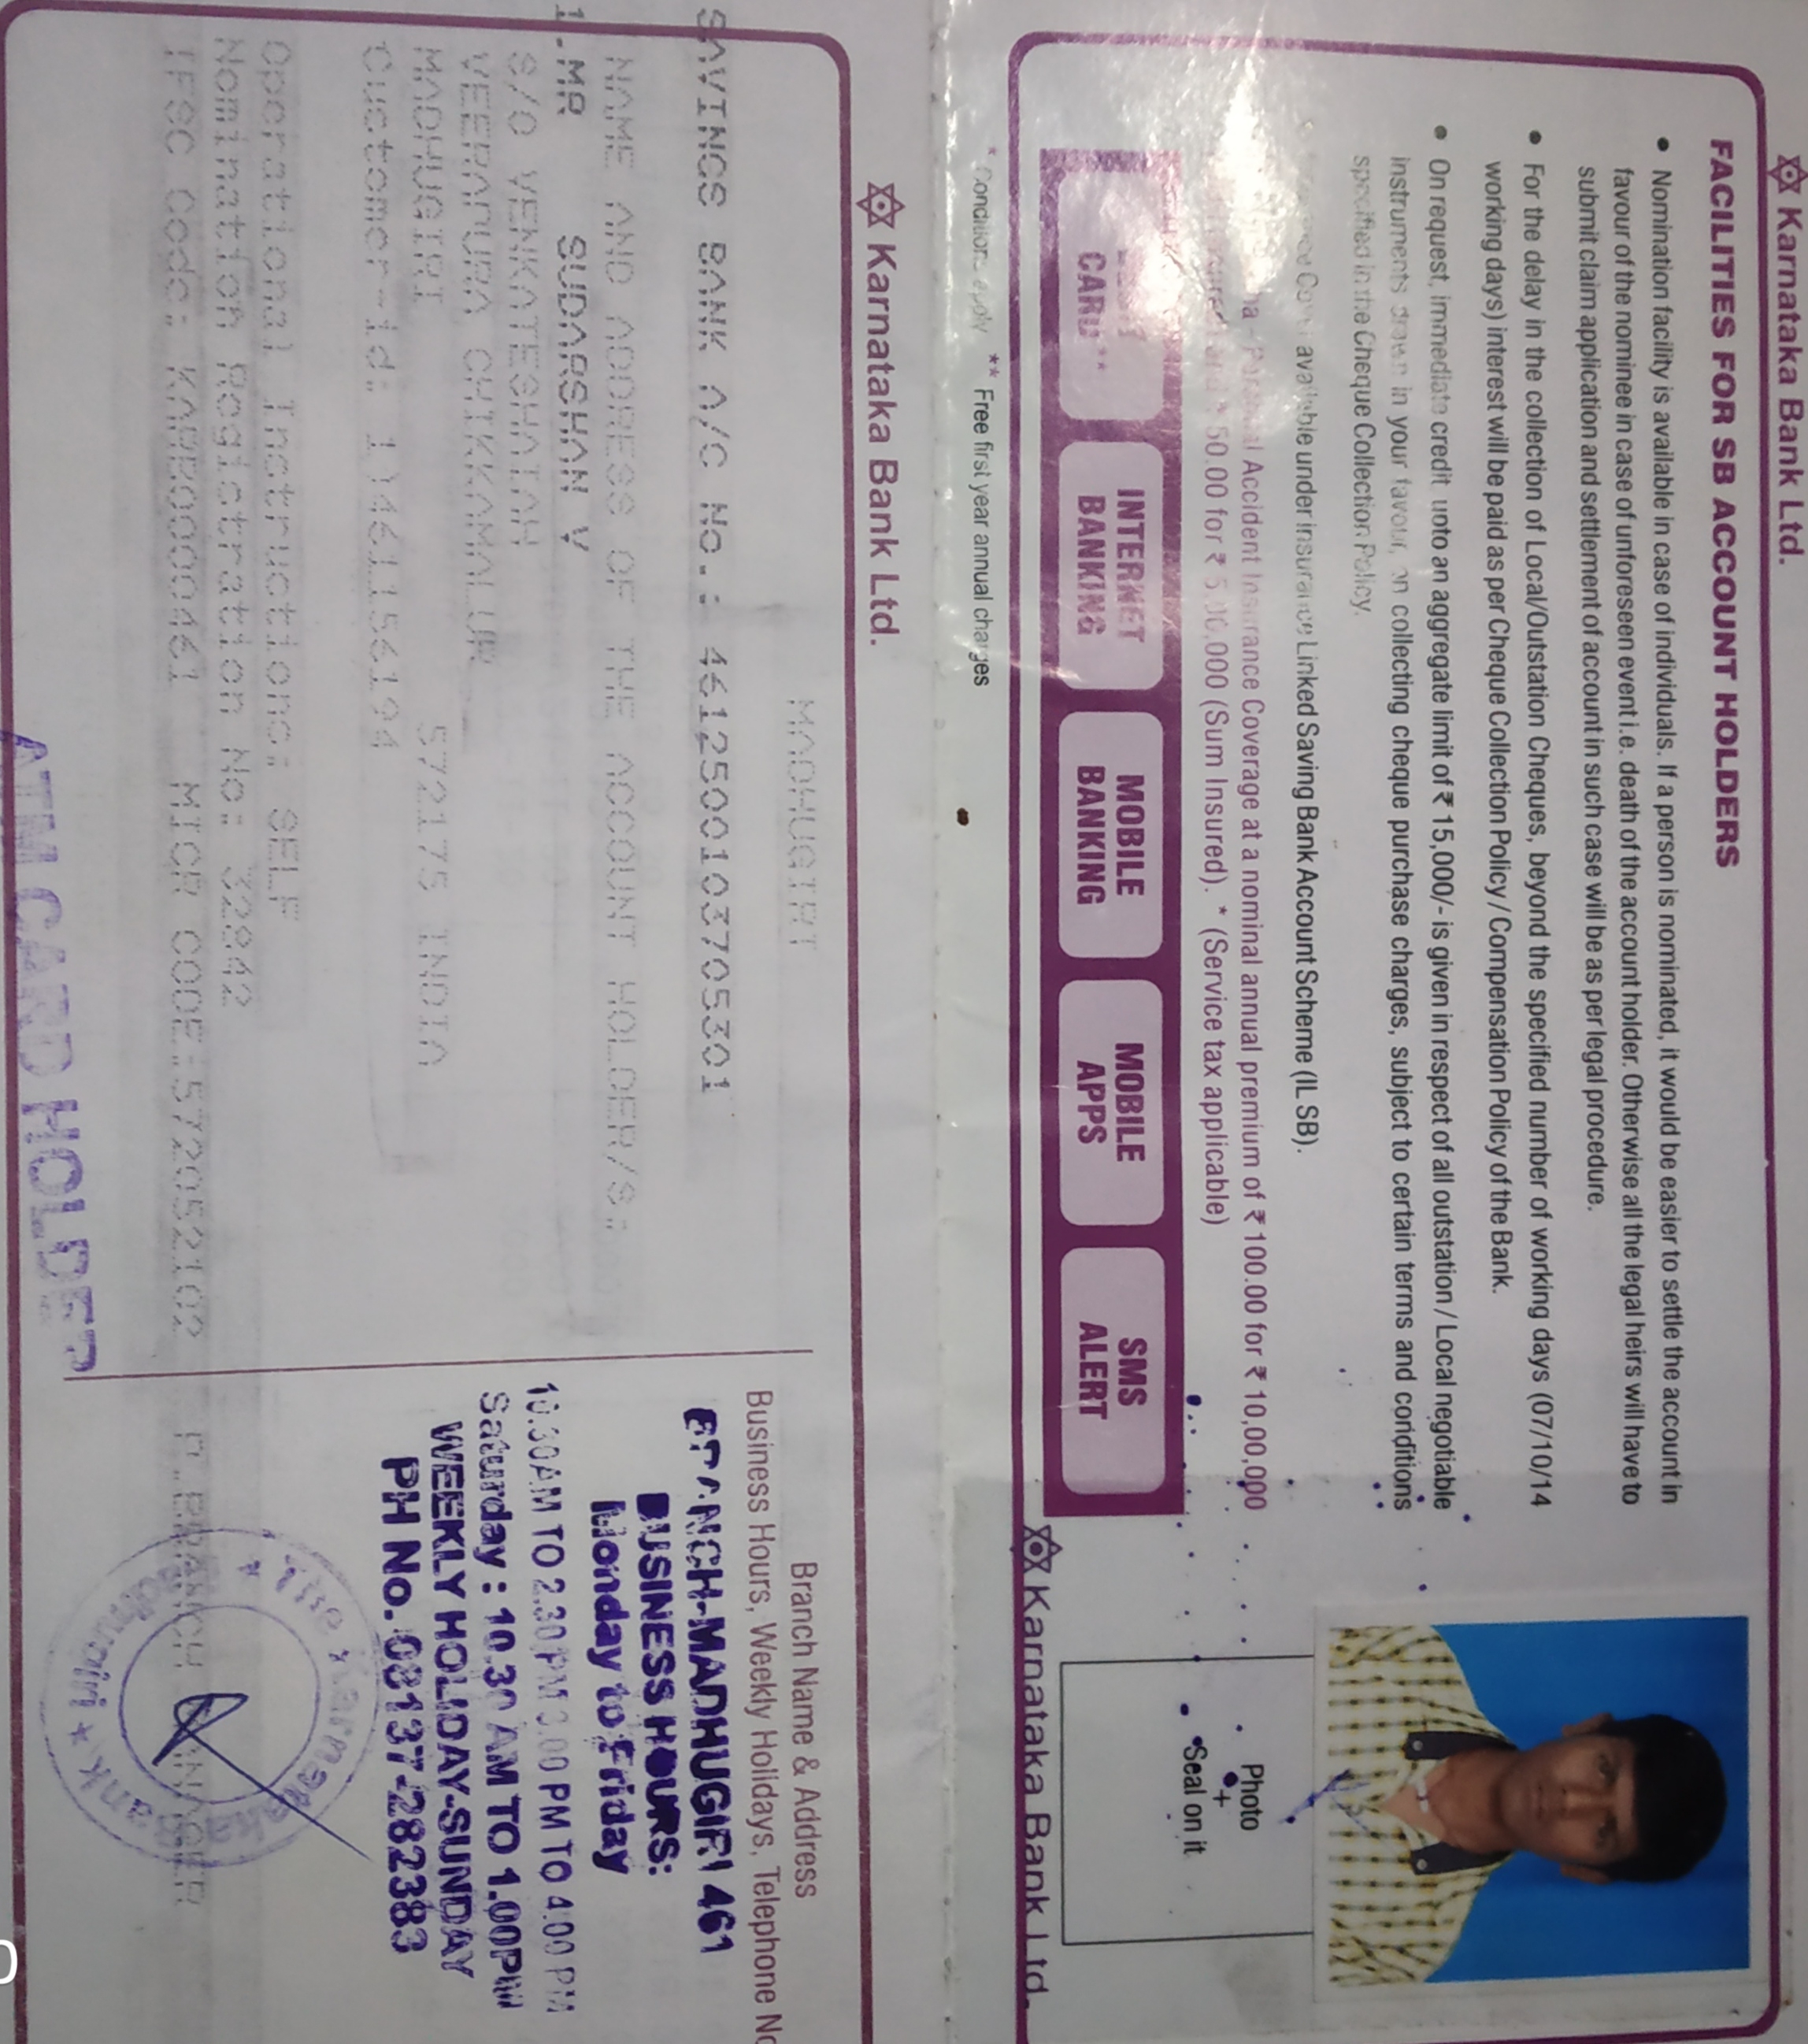 Karnataka Bank Ltd.
FACILITIES FOR SB ACCOUNT HOLDERS
• Nomination facility is available in case of individuals. If a person is nominated, it would be easier to settle the account in
favour of the nominee in case of unforeseen event i.e. death of the account holder. Otherwise all the legal heirs will have to
submit claim application and settlement of account in such case will be as per legal procedure.
• For the delay in the collection of Local/Outstation Cheques, beyond the specified number of working days (07/10/14
working days) interest will be paid as per Cheque Collection Policy / Compensation Policy of the Bank.
• On request, immediate credit upto an aggregate limit of ₹ 15,000/- is given in respect of all outstation / Local negotiable
instruments drawn in your favour, on collecting cheque purchase charges, subject to certain terms and conditions
specified in the Cheque Collection Policy.
available under insurance Linked Saving Bank Account Scheme (IL SB).
Accident Insurance Coverage at a nominal annual premium of ₹ 100.00 for ₹ 10,00,000
50.00 for ₹ 5,00,000 (Sum Insured). * (Service tax applicable)
CARD**
INTERNET BANKING
MOBILE BANKING
MOBILE APPS
SMS ALERT
* Conditions apply ** Free first year annual charges
Photo
+
Seal on it
Karnataka Bank Ltd.
Karnataka Bank Ltd.
MADHUGIRI
SAVINGS BANK A/C No.: 4612500103705301
NAME AND ADDRESS OF THE ACCOUNT HOLDER/S:
1.MR SUDARSHAN V
S/O VENKATESHAIAH
VEERAPURA CHIKKAMALUR
MADHUGIRI 572175 INDIA
Customer-id:
Operational Instructions: SELF
Nomination Registration No: 32842
IFSC Code: KARB0000461 MICR CODE:572052102
BRANCH MANAGER
ATM CARD HOLDER
Branch Name & Address
Business Hours, Weekly Holidays, Telephone No
BRANCH-MADHUGIRI 461
BUSINESS HOURS:
Monday to Friday
10.30AM TO 2.30 PM 3.00 PM TO 4.00 PM
Saturday : 10.30 AM TO 1.00PM
WEEKLY HOLIDAY-SUNDAY
PH No. 08137-282383
* The Karnataka Bank * Madhugiri